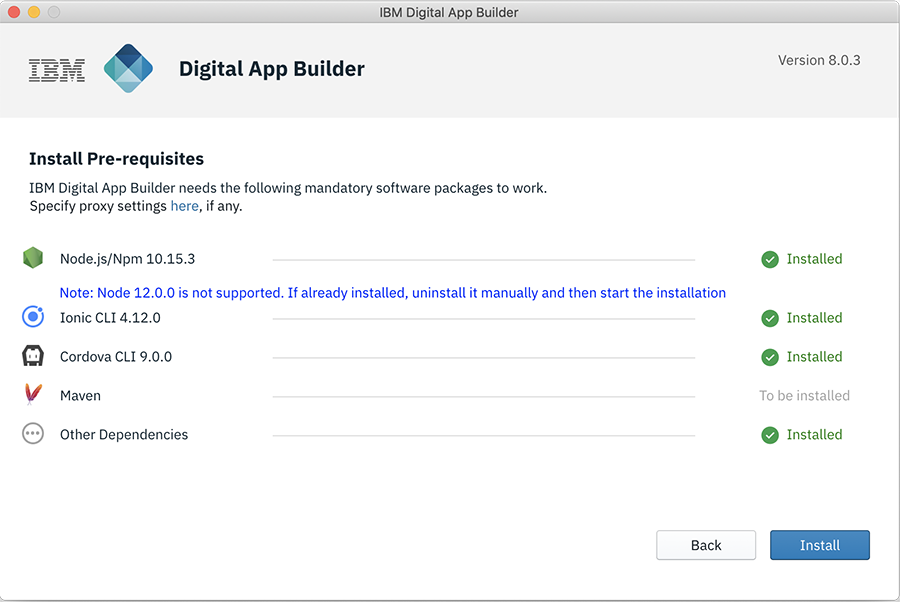 IBM Digital App Builder
IBM
Digital App Builder
Version 8.0.3
Install Pre-requisites
IBM Digital App Builder needs the following mandatory software packages to work.
Specify proxy settings here, if any.
Node.js/Npm 10.15.3
Installed
Note: Node 12.0.0 is not supported. If already installed, uninstall it manually and then start the installation
Ionic CLI 4.12.0
Installed
Cordova CLI 9.0.0
Installed
Maven
To be installed
Other Dependencies
Installed
Back
Install